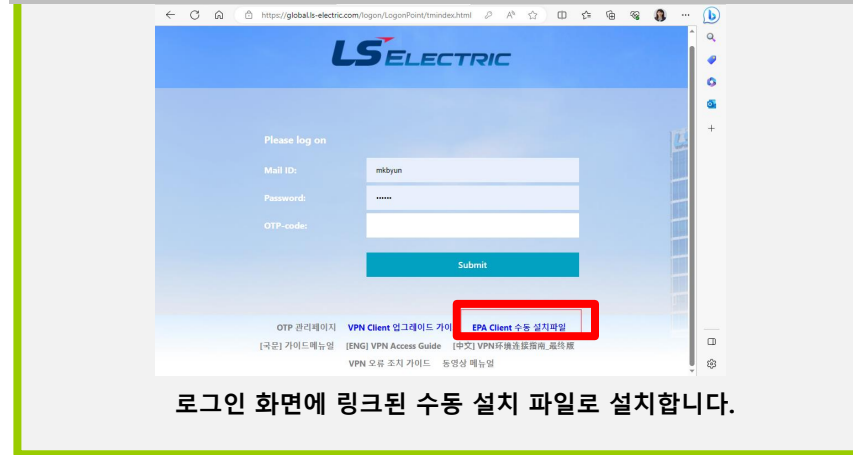 https://global.ls-electric.com/logon/LogonPoint/tmindex.html
LS ELECTRIC
Please log on
Mail ID: mkbyun
Password: ••••••
OTP-code:
Submit
OTP 관리페이지 VPN Client 업그레이드 가이 EPA Client 수동 설치파일
[국문] 가이드메뉴얼 [ENG] VPN Access Guide [中文] VPN环境连接指南_最终版
VPN 오류 조치 가이드 동영상 메뉴얼
로그인 화면에 링크된 수동 설치 파일로 설치합니다.